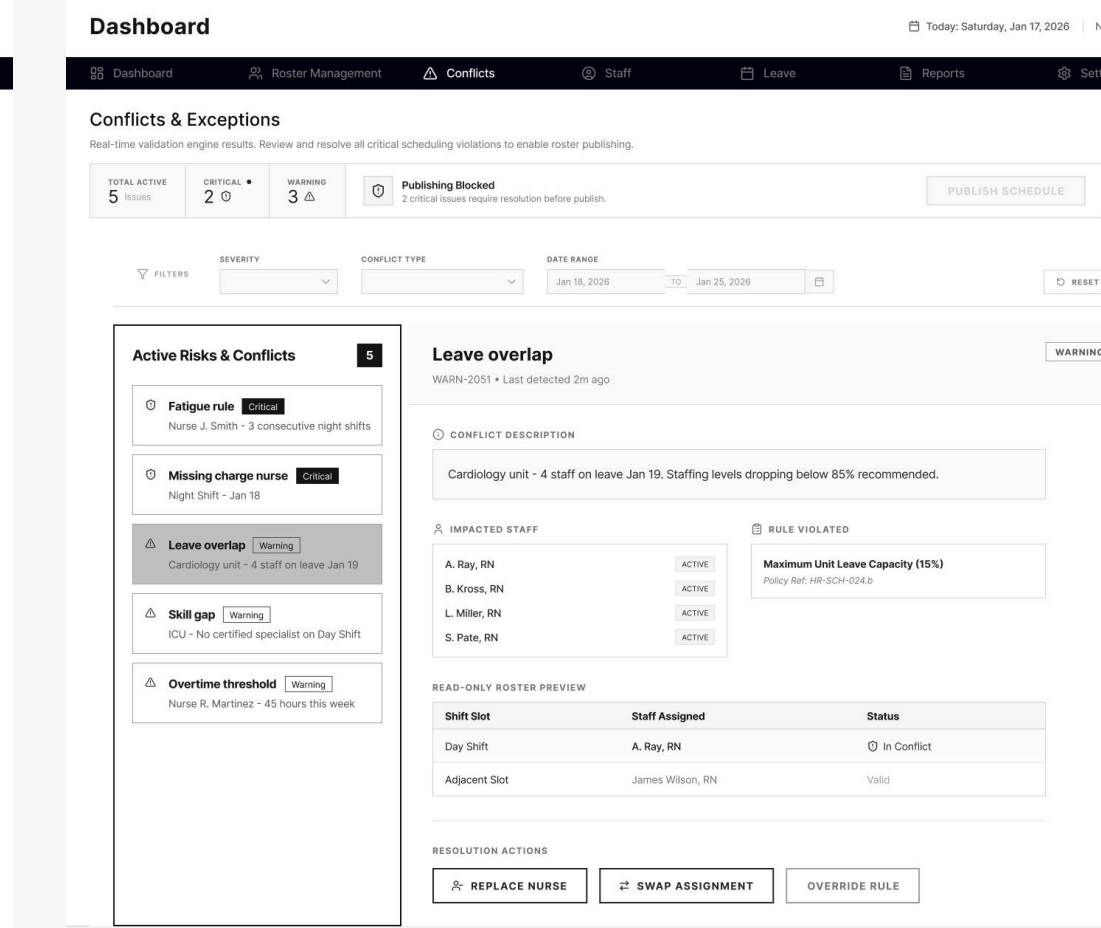 Dashboard
Today: Saturday, Jan 17, 2026
Dashboard
Roster Management
Conflicts
Staff
Leave
Reports
Conflicts & Exceptions
Real-time validation engine results. Review and resolve all critical scheduling violations to enable roster publishing.
TOTAL ACTIVE
5 Issues
CRITICAL
2
WARNING
3
Publishing Blocked
2 critical issues require resolution before publish.
PUBLISH SCHEDULE
FILTERS
SEVERITY
CONFLICT TYPE
DATE RANGE
Jan 18, 2026 TO Jan 25, 2026
RESET
Active Risks & Conflicts 5
Fatigue rule Critical
Nurse J. Smith - 3 consecutive night shifts
Missing charge nurse Critical
Night Shift - Jan 18
Leave overlap Warning
Cardiology unit - 4 staff on leave Jan 19
Skill gap Warning
ICU - No certified specialist on Day Shift
Overtime threshold Warning
Nurse R. Martinez - 45 hours this week
Leave overlap
WARNING
WARN-2051 • Last detected 2m ago
CONFLICT DESCRIPTION
Cardiology unit - 4 staff on leave Jan 19. Staffing levels dropping below 85% recommended.
IMPACTED STAFF
A. Ray, RN ACTIVE
B. Kross, RN ACTIVE
L. Miller, RN ACTIVE
S. Pate, RN ACTIVE
RULE VIOLATED
Maximum Unit Leave Capacity (15%)
Policy Ref: HR-SCH-024.b
READ-ONLY ROSTER PREVIEW
Shift Slot Staff Assigned Status
Day Shift A. Ray, RN In Conflict
Adjacent Slot James Wilson, RN Valid
RESOLUTION ACTIONS
REPLACE NURSE
SWAP ASSIGNMENT
OVERRIDE RULE